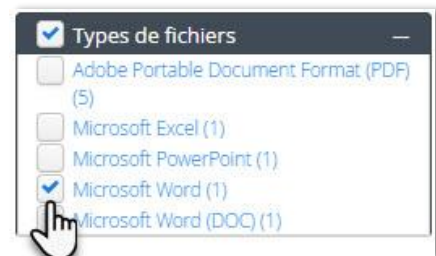 Types de fichiers
Adobe Portable Document Format (PDF)
(5)
Microsoft Excel (1)
Microsoft PowerPoint (1)
Microsoft Word (1)
Microsoft Word (DOC) (1)